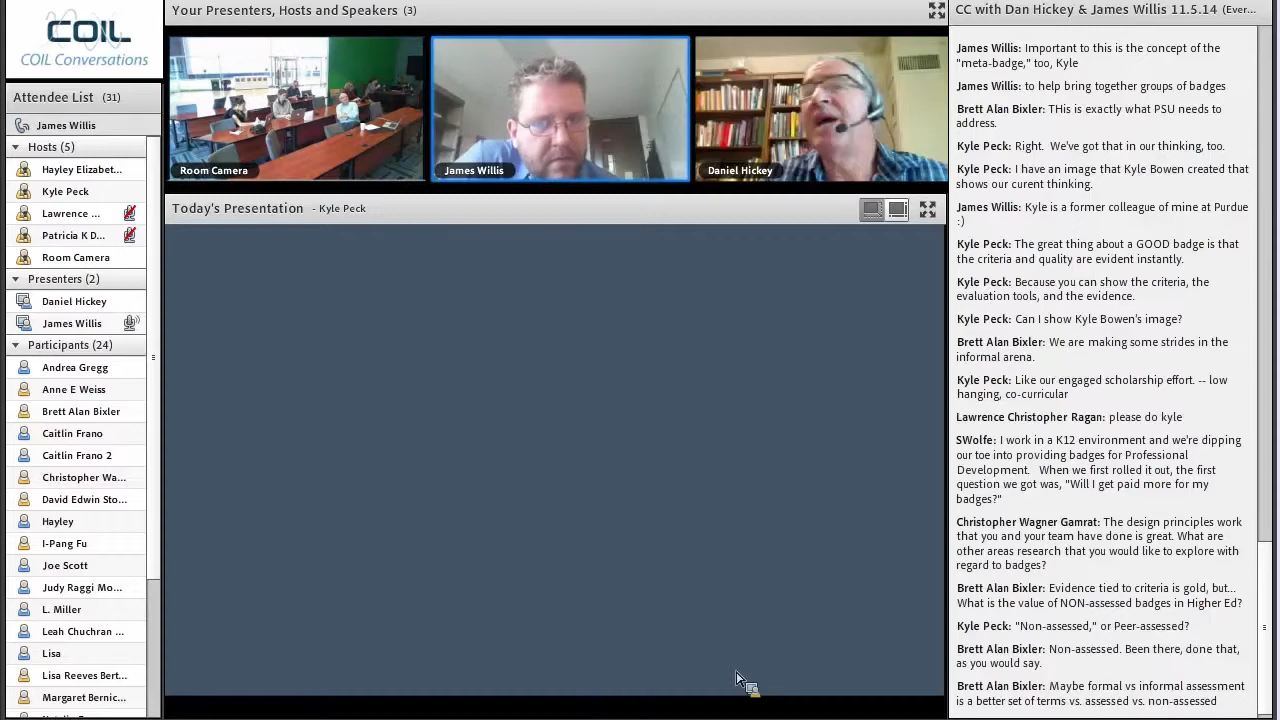 COIL
COIL Conversations
Attendee List (31)
James Willis
Hosts (5)
Hayley Elizabet...
Kyle Peck
Lawrence ...
Patricia K D...
Room Camera
Presenters (2)
Daniel Hickey
James Willis
Participants (24)
Andrea Gregg
Anne E Weiss
Brett Alan Bixler
Caitlin Frano
Caitlin Frano 2
Christopher Wa...
David Edwin Sto...
Hayley
I-Pang Fu
Joe Scott
Judy Raggi Mo...
L. Miller
Leah Chuchran ...
Lisa
Lisa Reeves Bert...
Margaret Bernic...
Your Presenters, Hosts and Speakers (3)
Room Camera
James Willis
Daniel Hickey
Today's Presentation - Kyle Peck
CC with Dan Hickey & James Willis 11.5.14 (Ever...
James Willis: Important to this is the concept of the
"meta-badge," too, Kyle
James Willis: to help bring together groups of badges
Brett Alan Bixler: This is exactly what PSU needs to
address.
Kyle Peck: Right. We've got that in our thinking, too.
Kyle Peck: I have an image that Kyle Bowen created that
shows our curent thinking.
James Willis: Kyle is a former colleague of mine at Purdue
:)
Kyle Peck: The great thing about a GOOD badge is that
the criteria and quality are evident instantly.
Kyle Peck: Because you can show the criteria, the
evaluation tools, and the evidence.
Kyle Peck: Can I show Kyle Bowen's image?
Brett Alan Bixler: We are making some strides in the
informal arena.
Kyle Peck: Like our engaged scholarship effort. -- low
hanging, co-curricular
Lawrence Christopher Ragan: please do kyle
SWolfe: I work in a K12 environment and we're dipping
our toe into providing badges for Professional
Development. When we first rolled it out, the first
question we got was, "Will I get paid more for my
badges?"
Christopher Wagner Gamrat: The design principles work
that you and your team have done is great. What are
other areas research that you would like to explore with
regard to badges?
Brett Alan Bixler: Evidence tied to criteria is gold, but...
What is the value of NON-assessed badges in Higher Ed?
Kyle Peck: "Non-assessed," or Peer-assessed?
Brett Alan Bixler: Non-assessed. Been there, done that,
as you would say.
Brett Alan Bixler: Maybe formal vs informal assessment
is a better set of terms vs. assessed vs. non-assessed